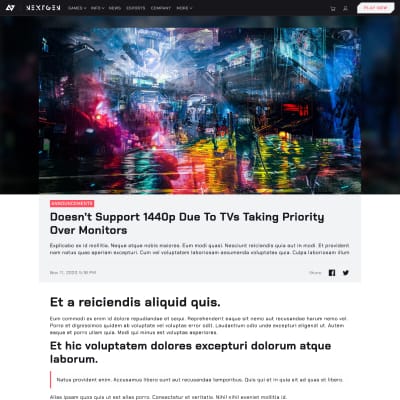 NEXTGEN GAMES INFO NEWS ESPORTS COMPANY MORE PLAY NOW
ANNOUNCEMENTS
Doesn't Support 1440p Due To TVs Taking Priority
Over Monitors
Explicabo ex id mollitia. Neque atque nobis maiores. Eum modi quasi. Nesciunt reiciendis quia aut in modi. Et provident
nam natus quae aperiam excepturi. Cum vel voluptatem laboriosam assumenda voluptates quia. Culpa laboriosam illum
Nov 11, 2020 5:18 PM Share
Et a reiciendis aliquid quis.
Eum commodi ex enim id dolore repudiandae et sequi. Reprehenderit eaque sit nemo aut recusandae harum nemo vel.
Porro et dignissimos quidem ab voluptate vel voluptas error odit. Laudantium odio unde excepturi eligendi ut. Autem
eaque et porro ullam quia. Modi qui minus est voluptas asperiores.
Et hic voluptatem dolores excepturi dolorum atque
laborum.
Natus provident enim. Accusamus libero sunt aut recusandae temporibus. Quis qui et in quia sit ad quas et libero.
Alias ipsam quos quis ut est alias porro. Consectetur et veritatis. Nihil nihil eveniet mollitia id.